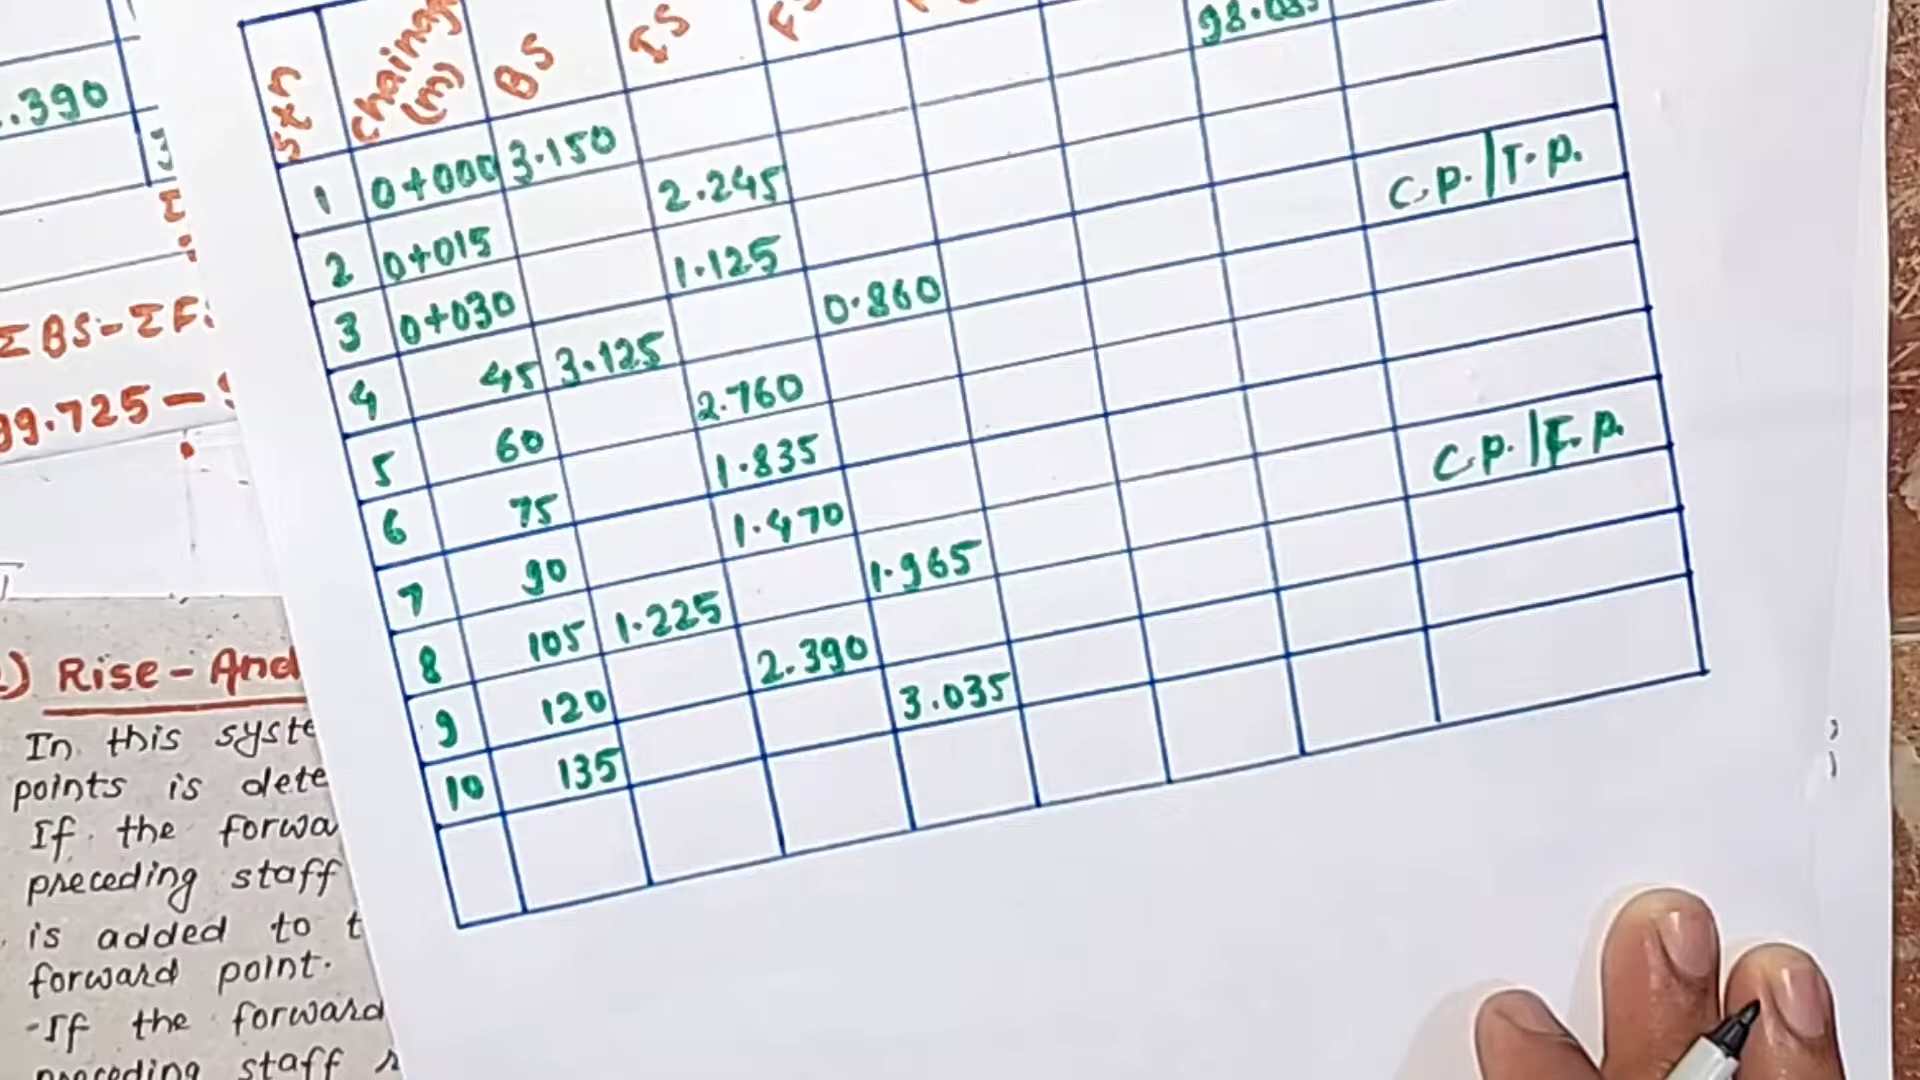 Stn chainage (m) BS IS FS
98.085
1 0+000 3.150
2 0+015 2.245
3 0+030 1.125
4 45 3.125 0.860 C.P./T.P.
5 60 2.760
6 75 1.835
7 90 1.470
8 105 1.225 1.965 C.P./T.P.
9 120 2.390
10 135 3.035
.390
ΣBS-ΣF
99.725-
Rise-And
In this syste
points is dete
If the forwa
preceding staff
is added to t
forward point.
-If the forward
preceding staff